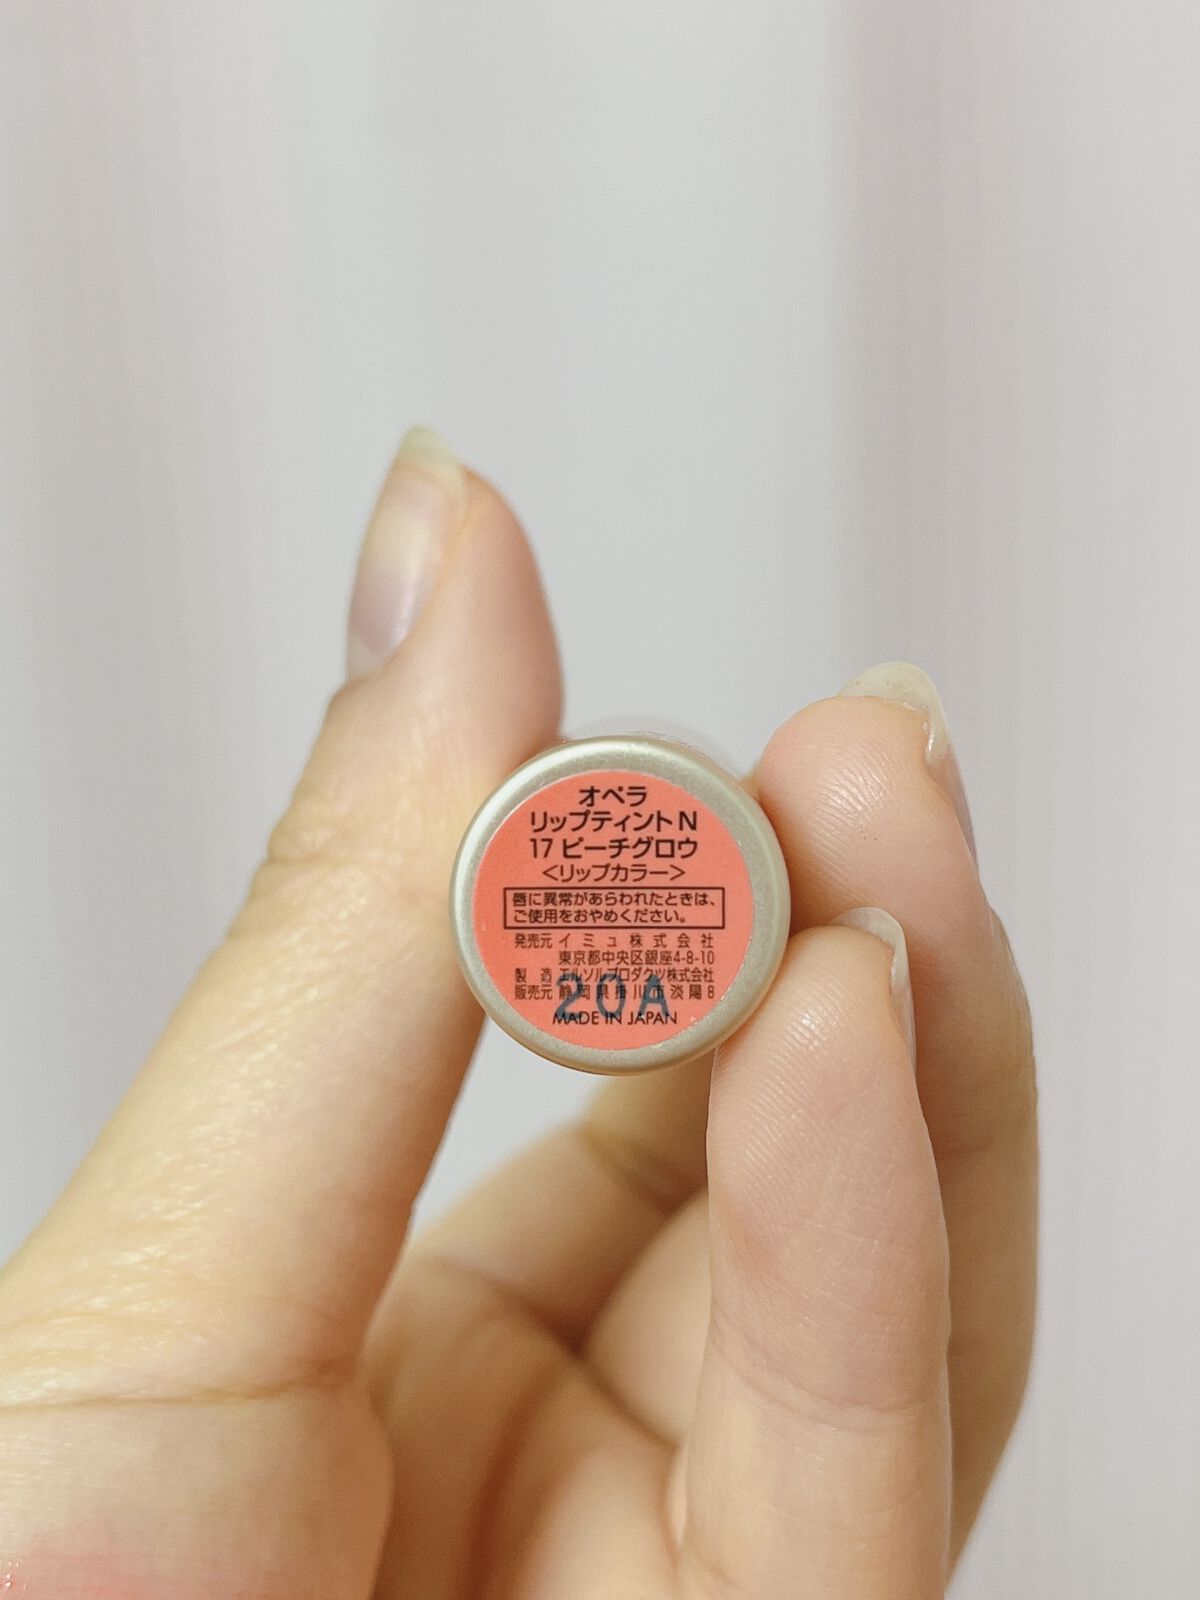 オペラ
リップティント N
17 ピーチグロウ
<リップカラー>
唇に異常があらわれたときは、
ご使用をおやめください。
発売元 イミュ株式会社
東京都中央区銀座4-8-10
製造 エルソルプロダクツ株式会社
販売元 静岡県掛川市淡陽8
20A
MADE IN JAPAN